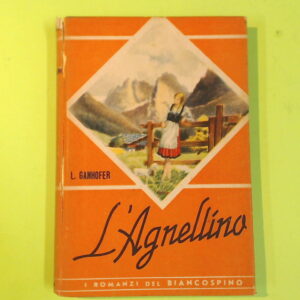 L. GANHOFER
L'Agnellino
I ROMANZI DEL BIANCOSPINO